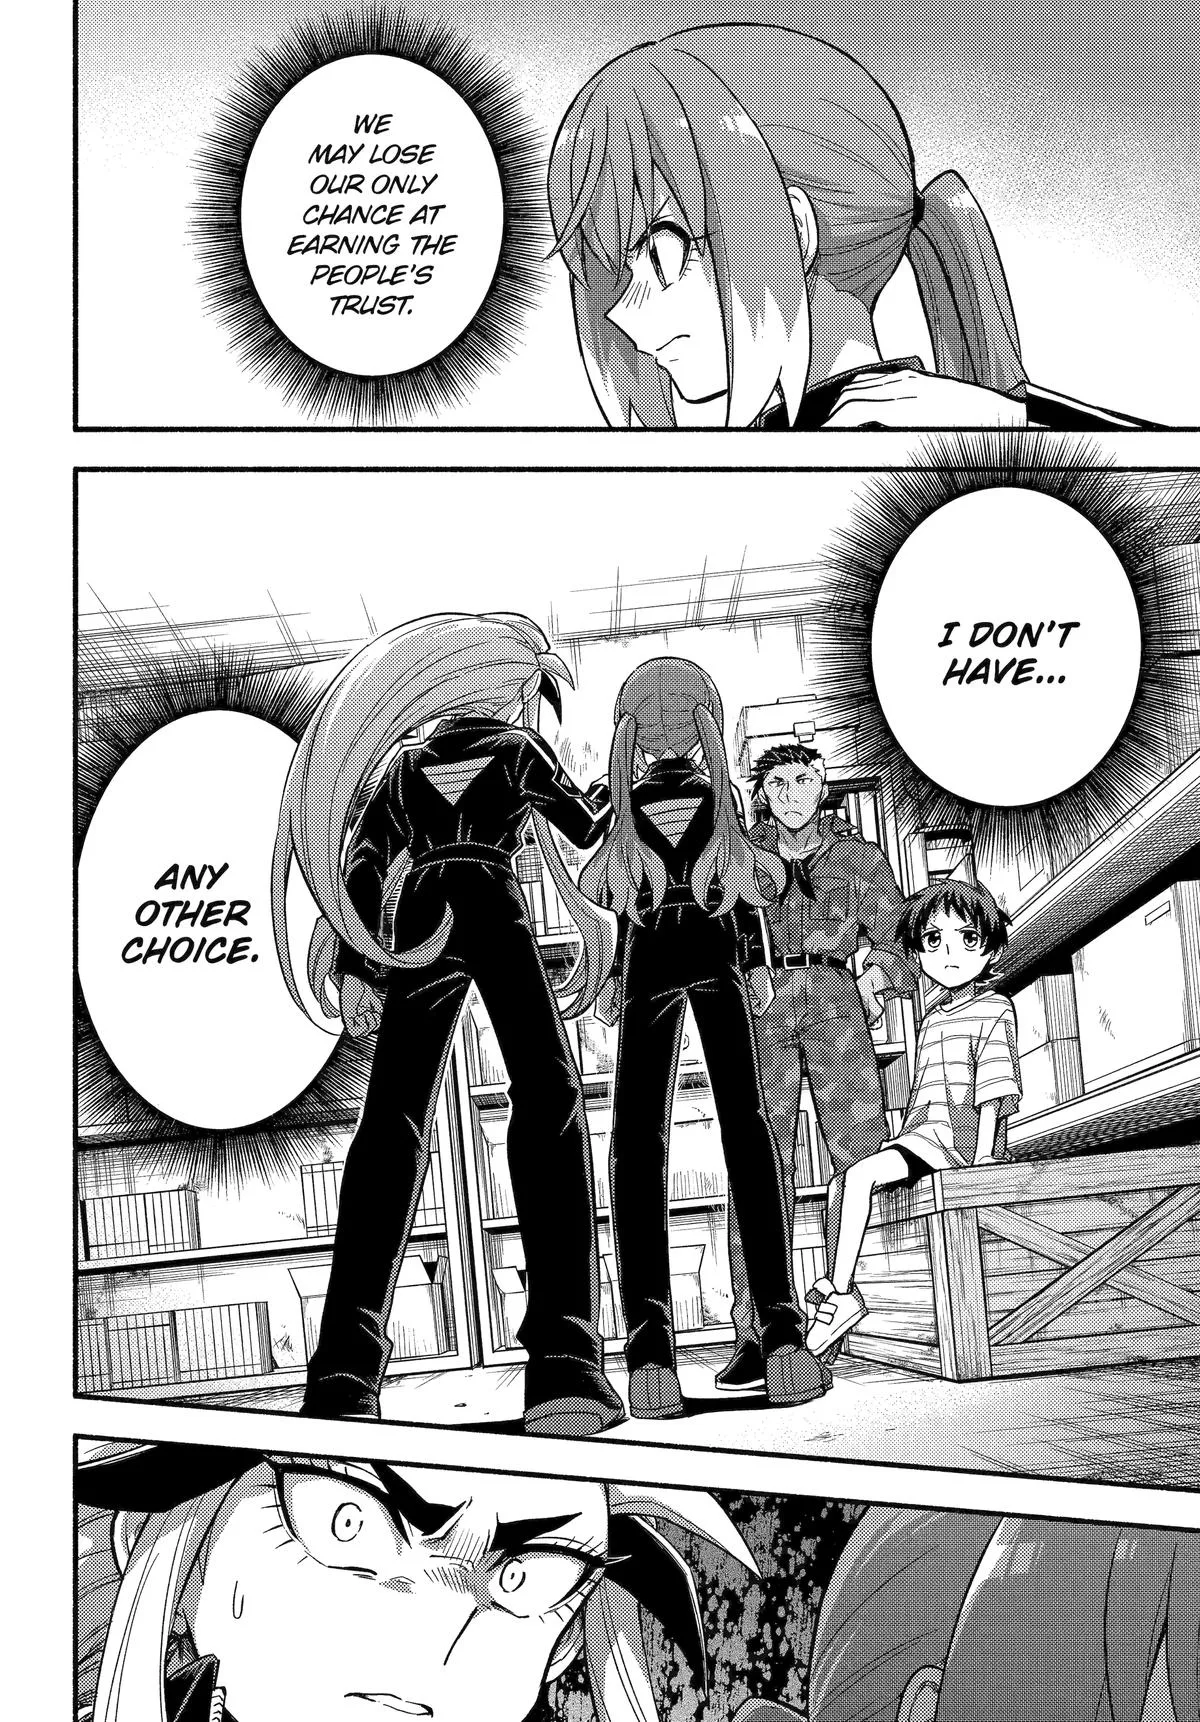 WE
MAY LOSE
OUR ONLY
CHANCE AT
EARNING THE
PEOPLE'S
TRUST.
I DON'T
HAVE...
ANY
OTHER
CHOICE.